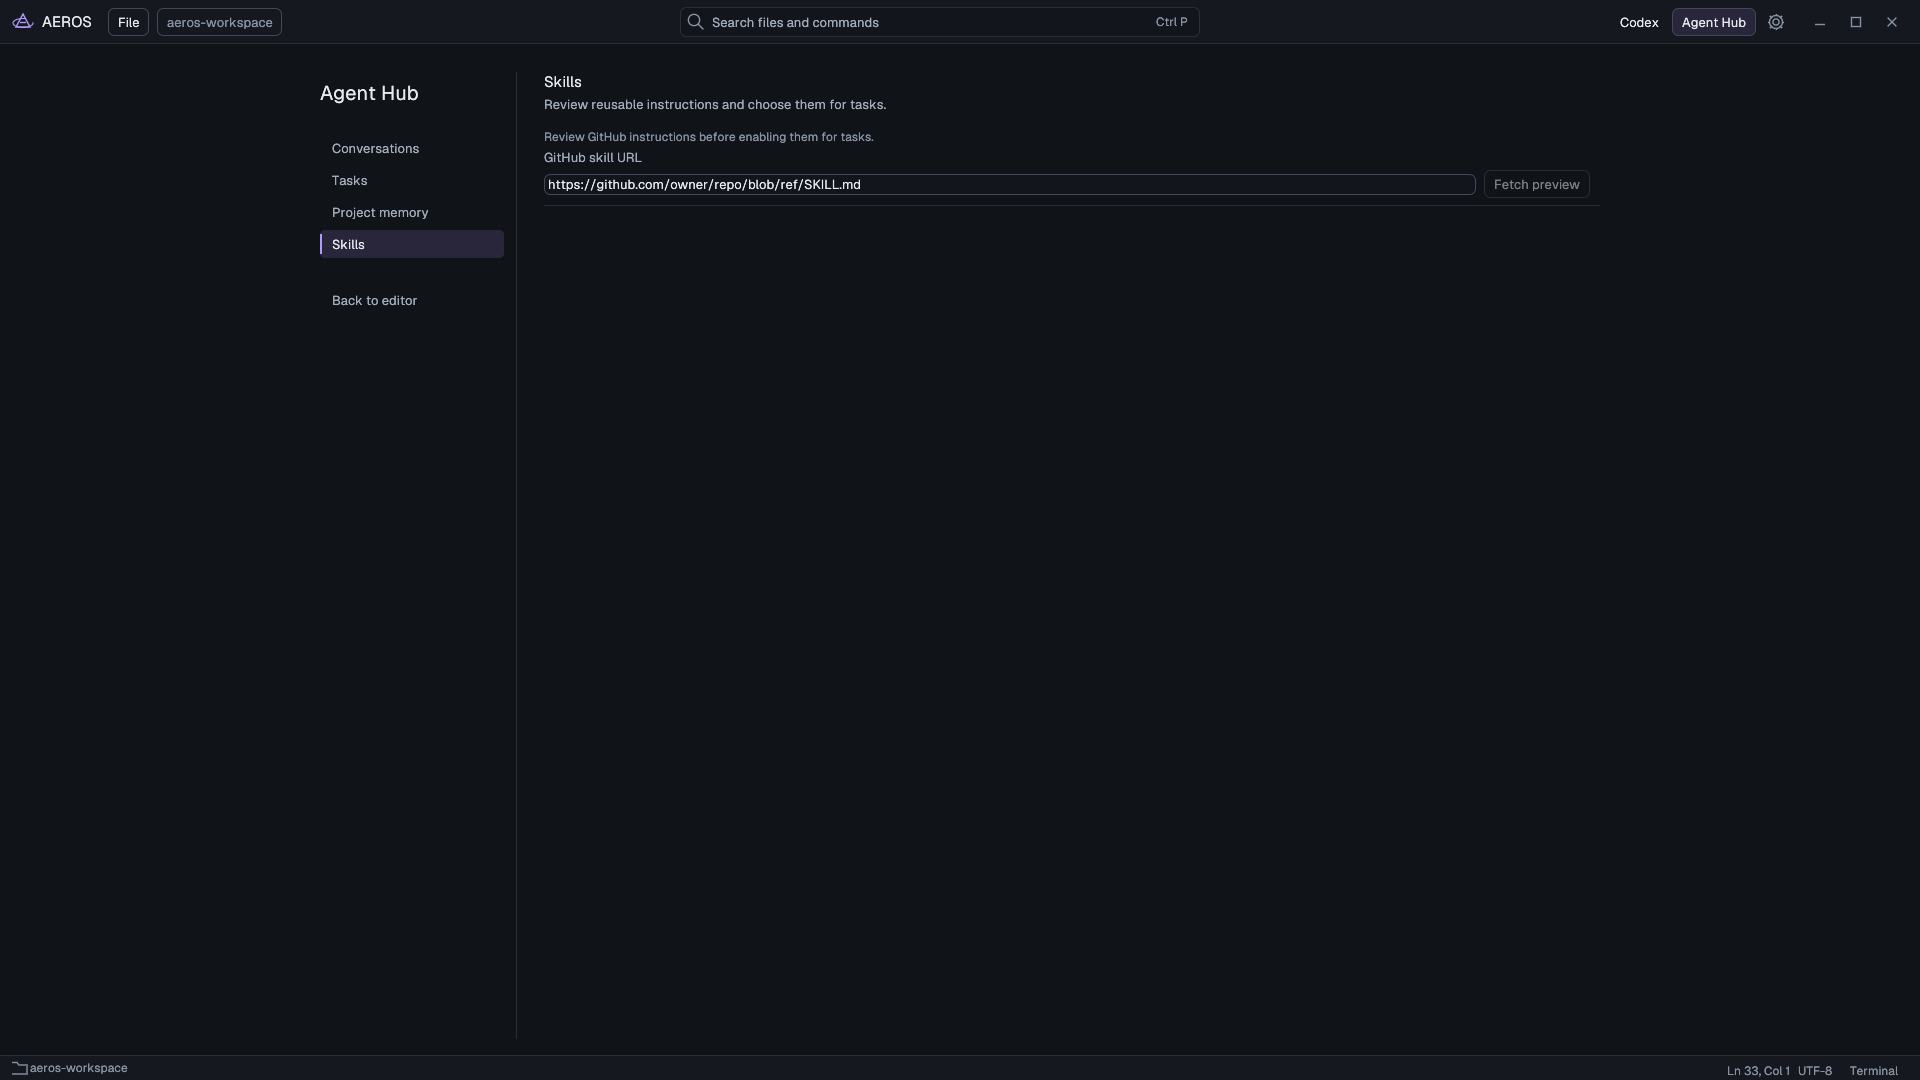 AEROS File aeros-workspace Search files and commands Ctrl P Codex Agent Hub
Agent Hub
Conversations
Tasks
Project memory
Skills
Back to editor
Skills
Review reusable instructions and choose them for tasks.
Review GitHub instructions before enabling them for tasks.
GitHub skill URL
https://github.com/owner/repo/blob/ref/SKILL.md Fetch preview
aeros-workspace Ln 33, Col 1 UTF-8 Terminal